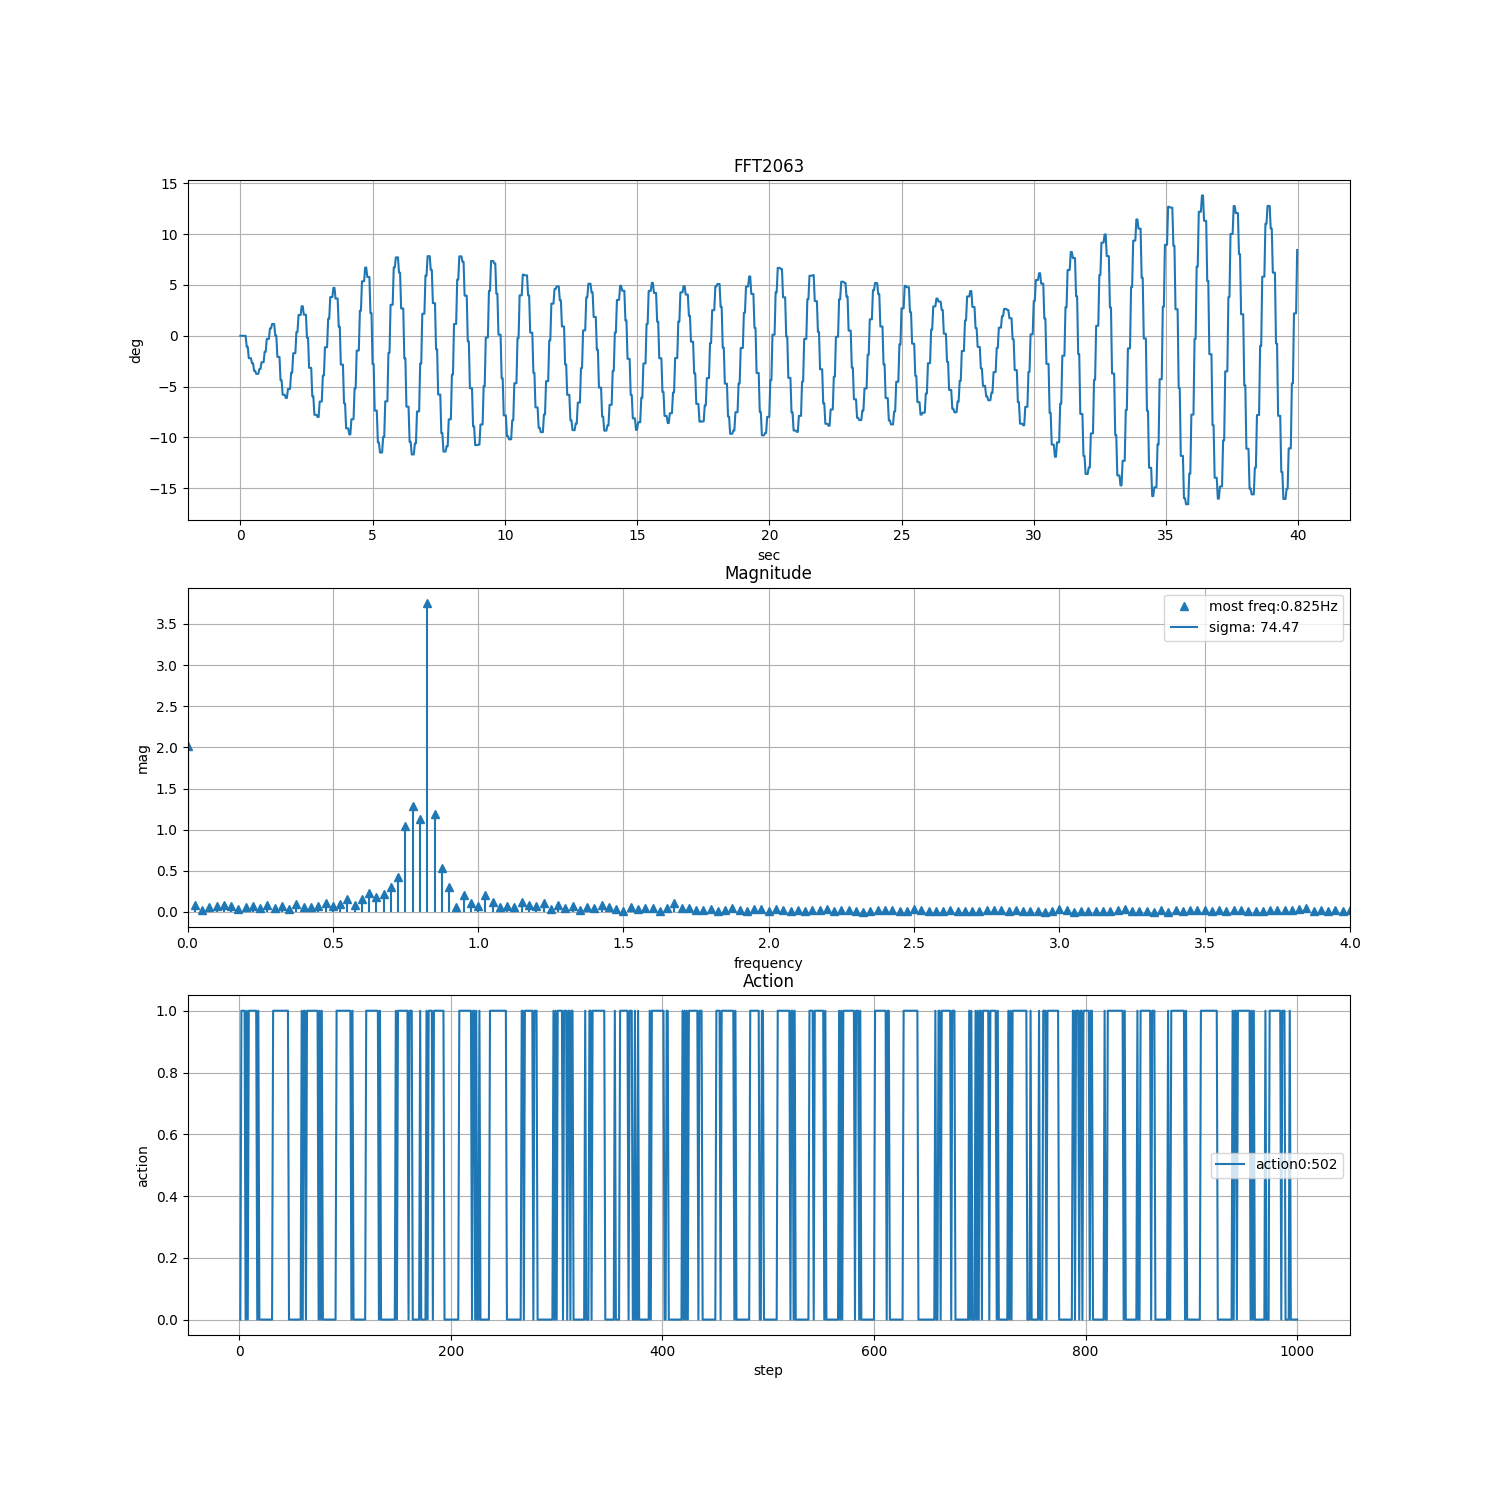 FFT2063
15
10
5
0
−5
−10
−15
deg
0 5 10 15 20 25 30 35 40
sec
Magnitude
most freq:0.825Hz
sigma: 74.47
3.5
3.0
2.5
2.0
1.5
1.0
0.5
0.0
mag
0.0 0.5 1.0 1.5 2.0 2.5 3.0 3.5 4.0
frequency
Action
1.0
0.8
0.6
0.4
0.2
0.0
action
action0:502
0 200 400 600 800 1000
step